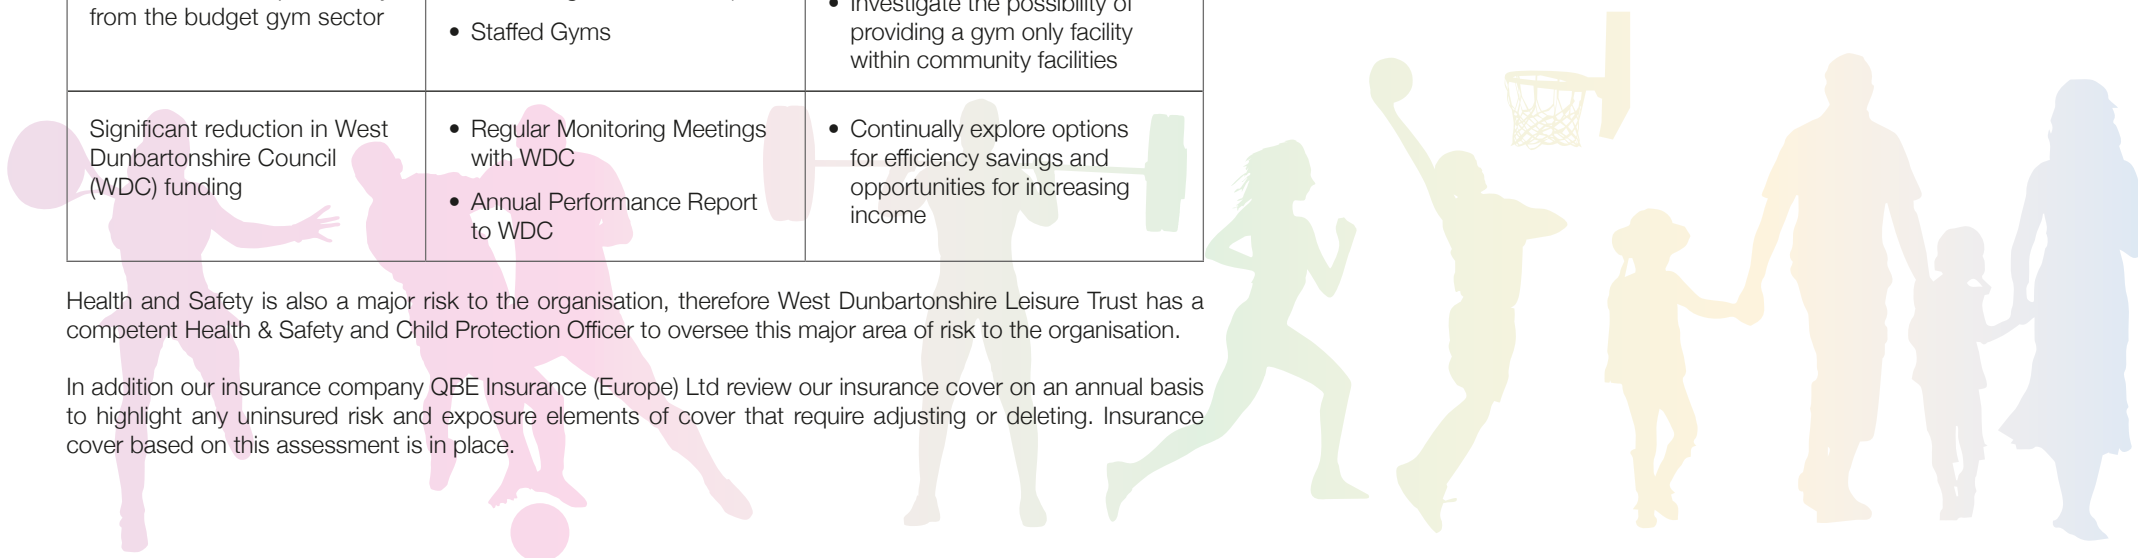 from the budget gym sector
• Staffed Gyms
• Investigate the possibility of
providing a gym only facility
within community facilities
Significant reduction in West
Dunbartonshire Council
(WDC) funding
• Regular Monitoring Meetings
with WDC
• Annual Performance Report
to WDC
• Continually explore options
for efficiency savings and
opportunities for increasing
income
Health and Safety is also a major risk to the organisation, therefore West Dunbartonshire Leisure Trust has a
competent Health & Safety and Child Protection Officer to oversee this major area of risk to the organisation.
In addition our insurance company QBE Insurance (Europe) Ltd review our insurance cover on an annual basis
to highlight any uninsured risk and exposure elements of cover that require adjusting or deleting. Insurance
cover based on this assessment is in place.